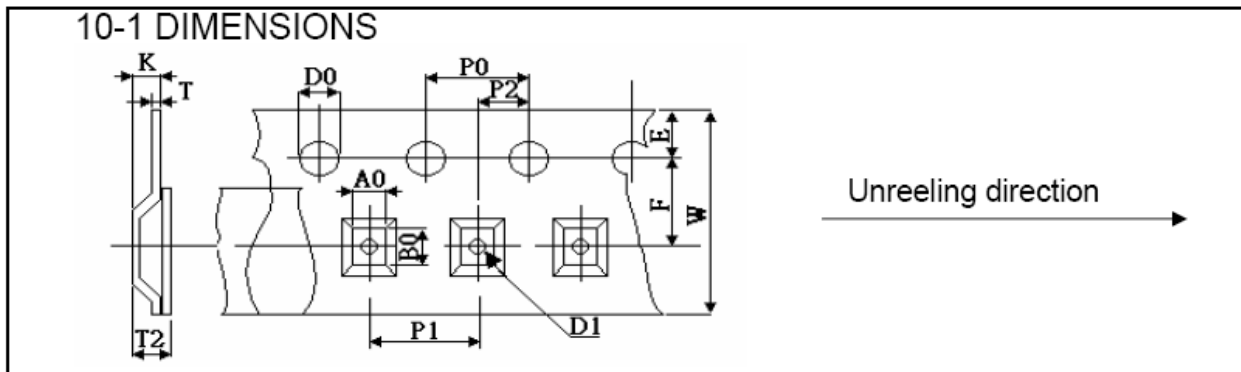 10-1 DIMENSIONS
K
T
D0
P0
P2
E
A0
F
W
Unreeling direction
B0
T2
P1
D1